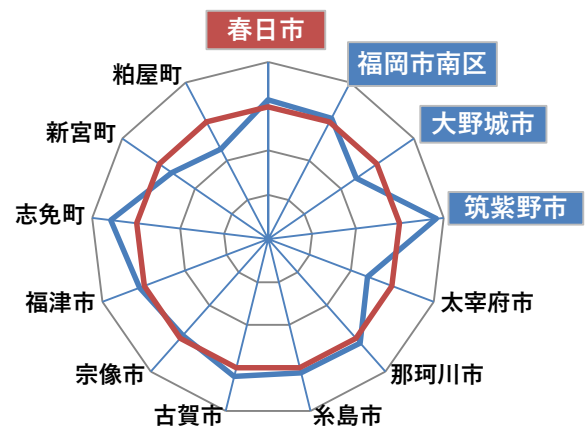 春日市
福岡市南区
大野城市
筑紫野市
太宰府市
那珂川市
糸島市
古賀市
宗像市
福津市
志免町
新宮町
粕屋町